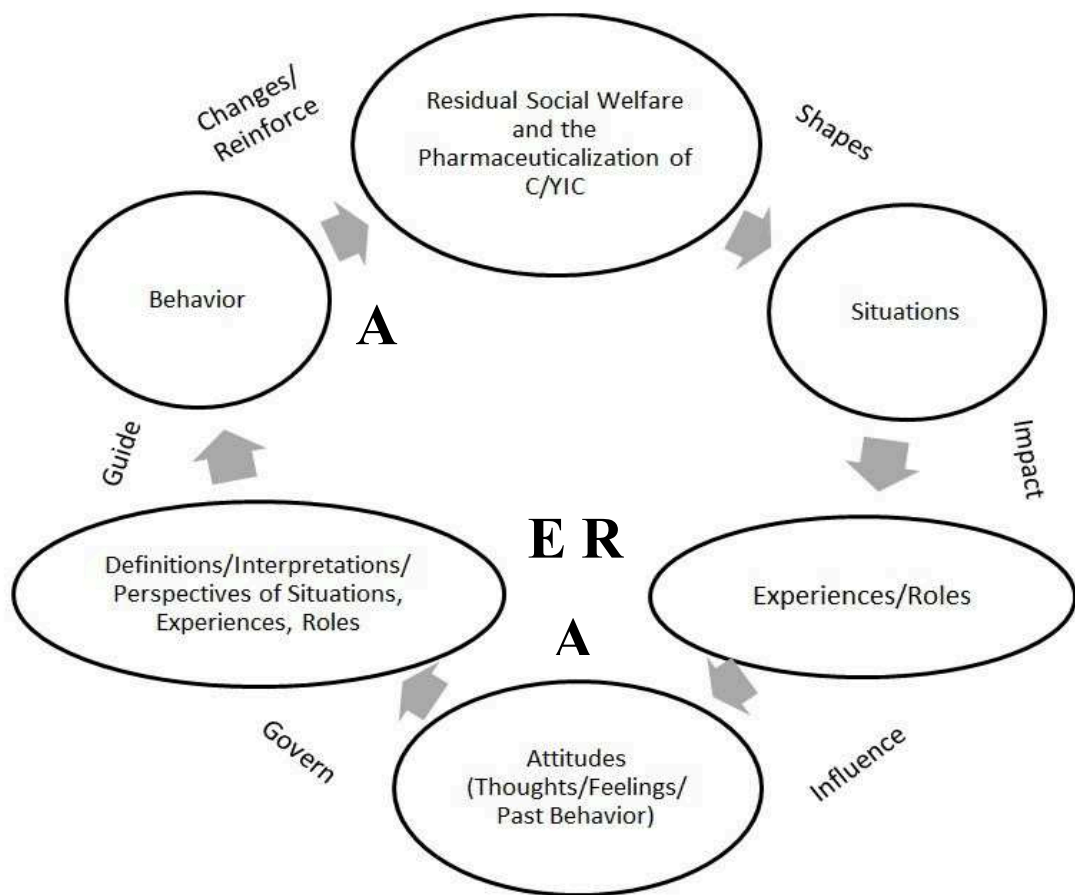 Residual Social Welfare
and the
Pharmaceuticalization of
C/YIC
Shapes
Situations
Impact
Experiences/Roles
Influence
Attitudes
(Thoughts/Feelings/
Past Behavior)
Govern
Definitions/Interpretations/
Perspectives of Situations,
Experiences, Roles
Guide
Behavior
Changes/
Reinforce
A
E R
A